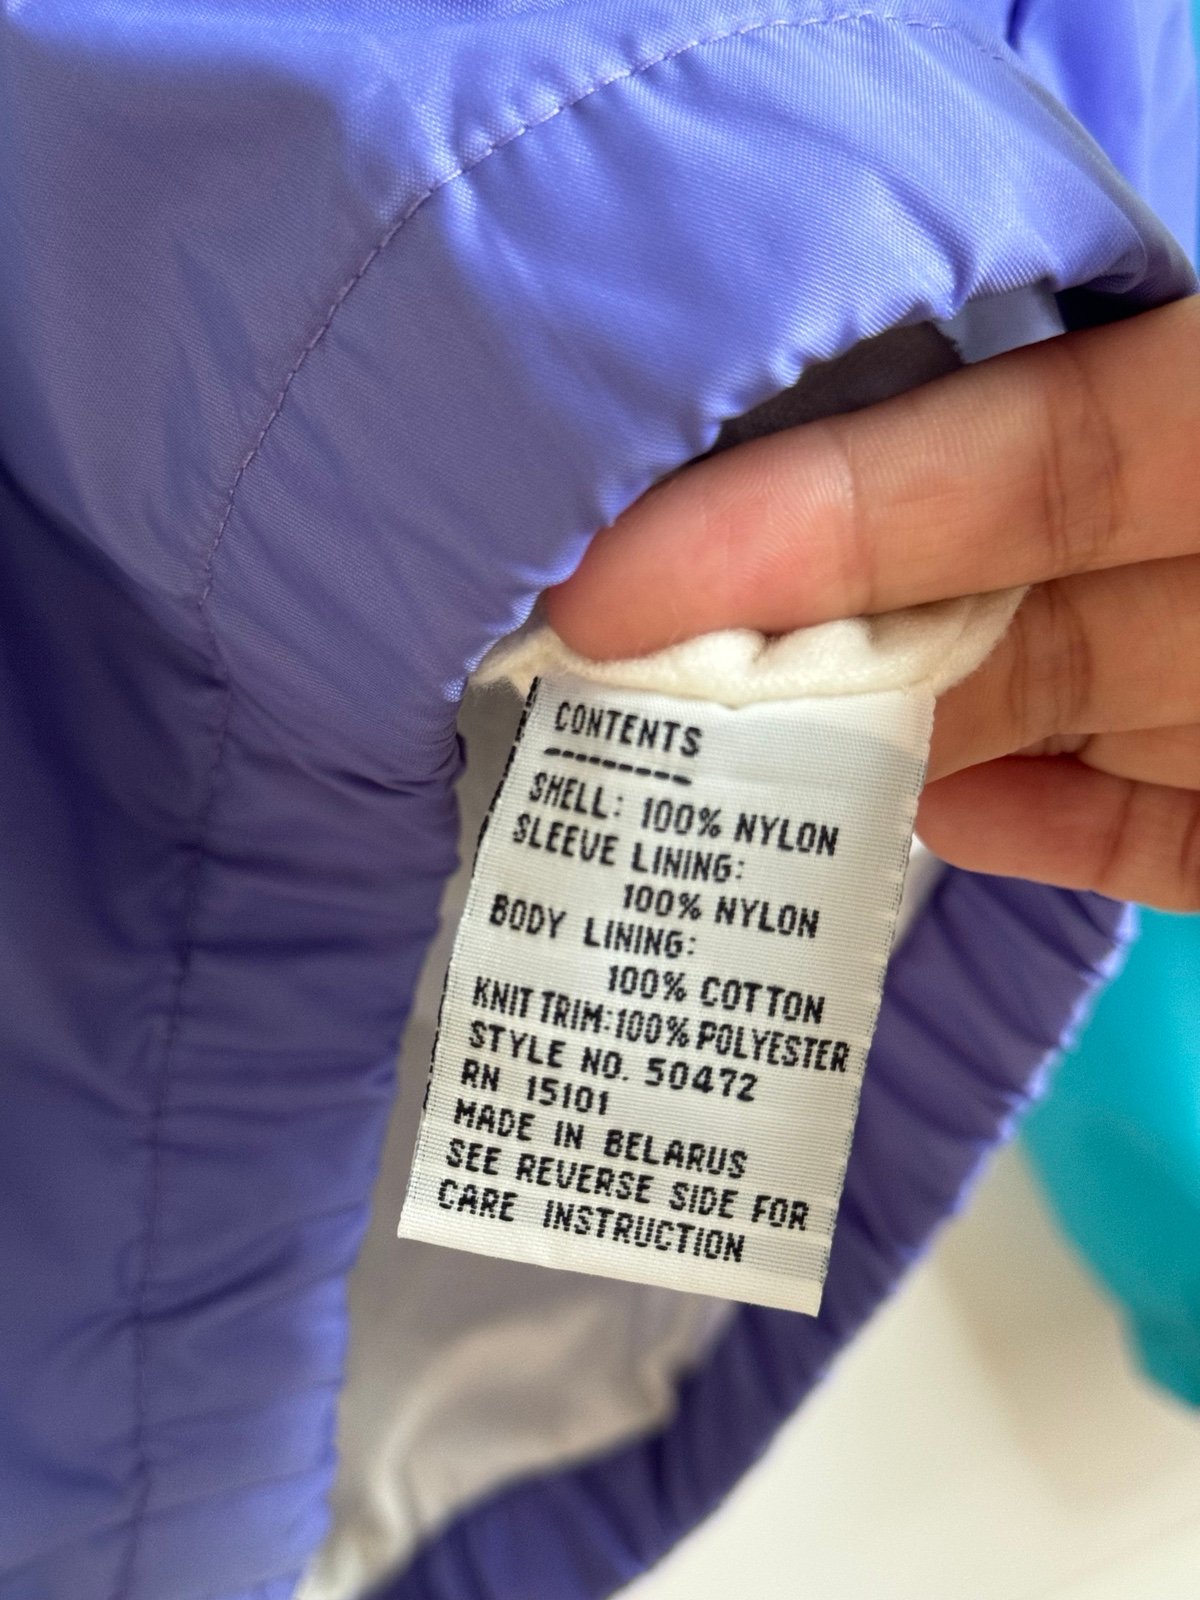 CONTENTS
---------
SHELL: 100% NYLON
SLEEVE LINING:
100% NYLON
BODY LINING:
100% COTTON
KNIT TRIM:100% POLYESTER
STYLE NO. 50472
RN 15101
MADE IN BELARUS
SEE REVERSE SIDE FOR
CARE INSTRUCTION